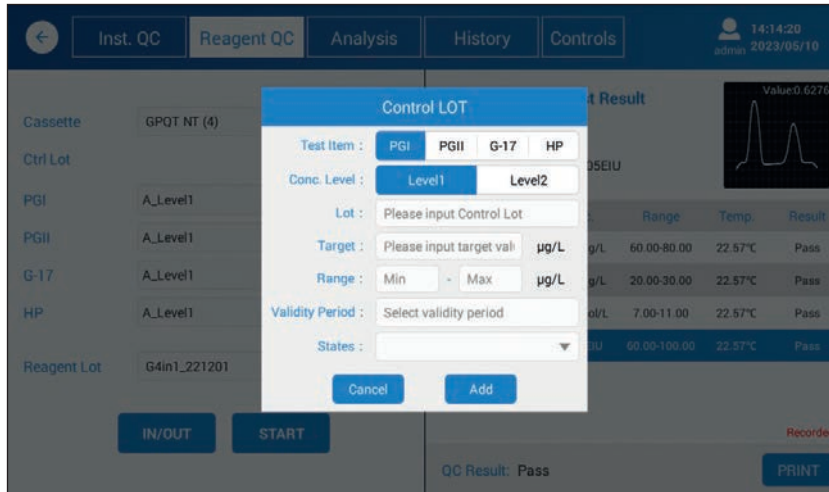 Inst. QC Reagent QC Analysis History Controls admin 14:14:20 2023/05/10
Cassette GPQT NT (4)
Ctrl Lot
PGI A_Level1
PGII A_Level1
G-17 A_Level1
HP A_Level1
Reagent Lot G4in1_221201
IN/OUT START
Control LOT
Test Item : PGI PGII G-17 HP
Conc. Level : Level1 Level2
Lot : Please input Control Lot
Target : Please input target μg/L
Range : Min - Max μg/L
Validity Period : Select validity period
States :
Cancel Add
Result
Value:0.6276
Range Temp. Result
60.00-80.00 22.57°C Pass
20.00-30.00 22.57°C Pass
7.00-11.00 22.57°C Pass
60.00-100.00 22.57°C Pass
QC Result: Pass PRINT